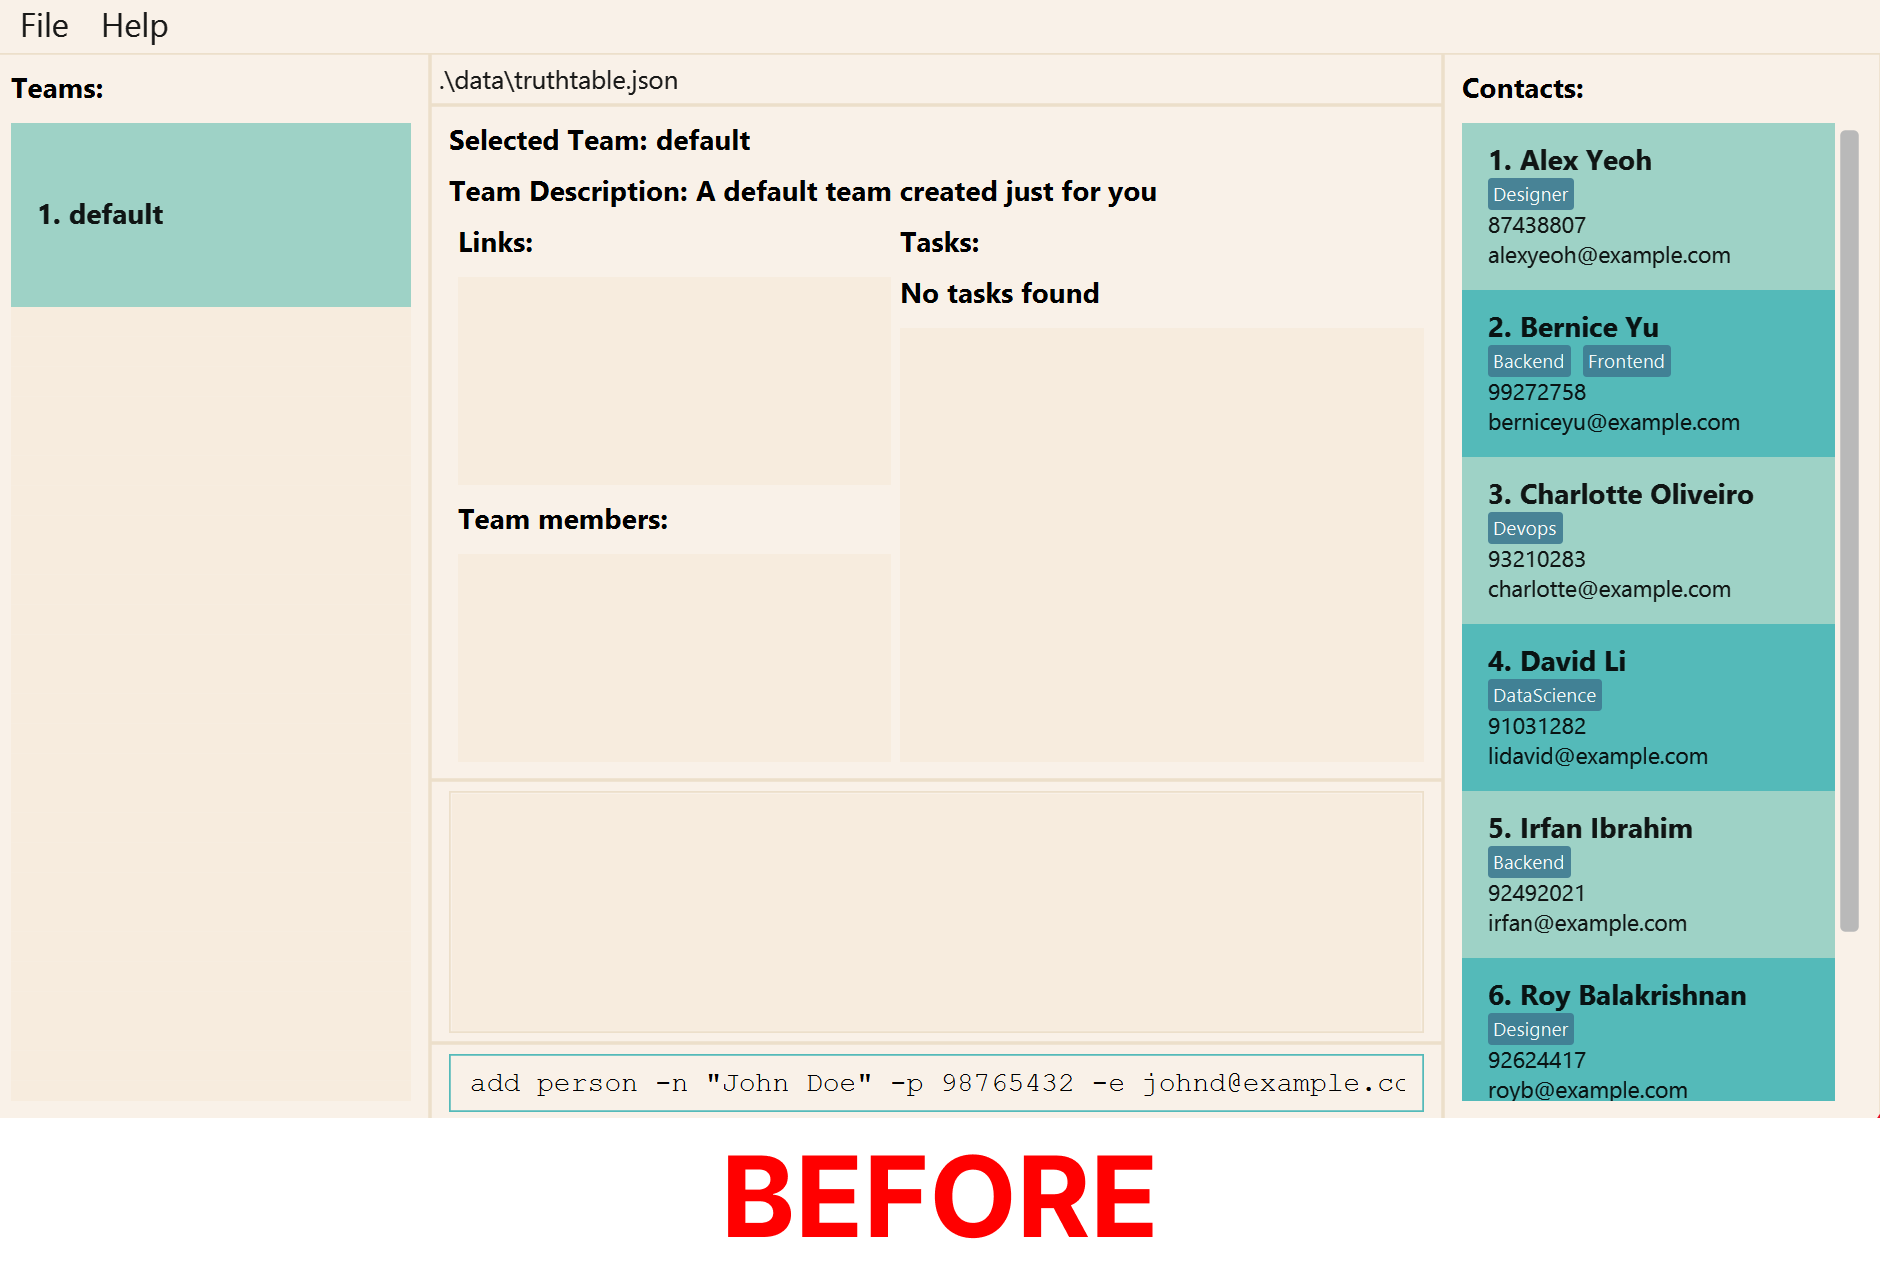 File Help
Teams:
1. default
.\data\truthtable.json
Selected Team: default
Team Description: A default team created just for you
Links:
Tasks:
No tasks found
Team members:
add person -n "John Doe" -p 98765432 -e johnd@example.cc
Contacts:
1. Alex Yeoh
Designer
87438807
alexyeoh@example.com
2. Bernice Yu
Backend Frontend
99272758
berniceyu@example.com
3. Charlotte Oliveiro
Devops
93210283
charlotte@example.com
4. David Li
DataScience
91031282
lidavid@example.com
5. Irfan Ibrahim
Backend
92492021
irfan@example.com
6. Roy Balakrishnan
Designer
92624417
royb@example.com
BEFORE